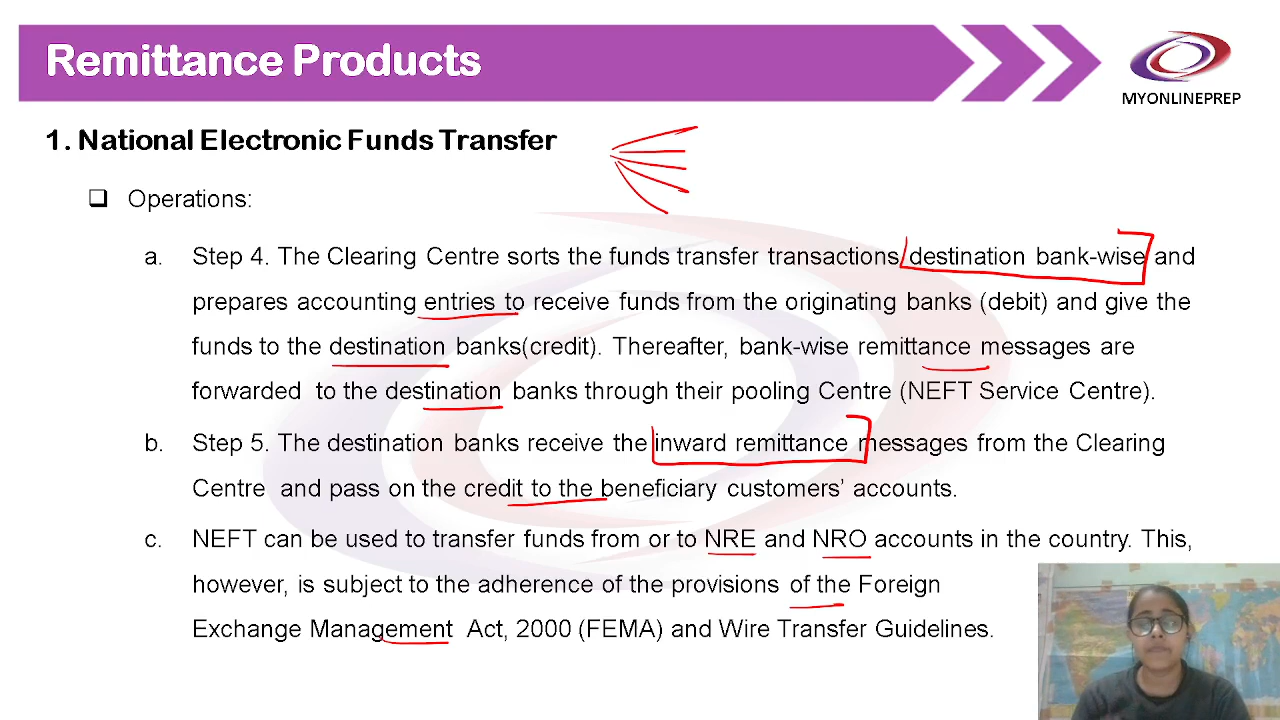 Remittance Products
MYONLINEPREP
1. National Electronic Funds Transfer
Operations:
a. Step 4. The Clearing Centre sorts the funds transfer transactions destination bank-wise and
prepares accounting entries to receive funds from the originating banks (debit) and give the
funds to the destination banks(credit). Thereafter, bank-wise remittance messages are
forwarded to the destination banks through their pooling Centre (NEFT Service Centre).
b. Step 5. The destination banks receive the inward remittance messages from the Clearing
Centre and pass on the credit to the beneficiary customers’ accounts.
c. NEFT can be used to transfer funds from or to NRE and NRO accounts in the country. This,
however, is subject to the adherence of the provisions of the Foreign
Exchange Management Act, 2000 (FEMA) and Wire Transfer Guidelines.